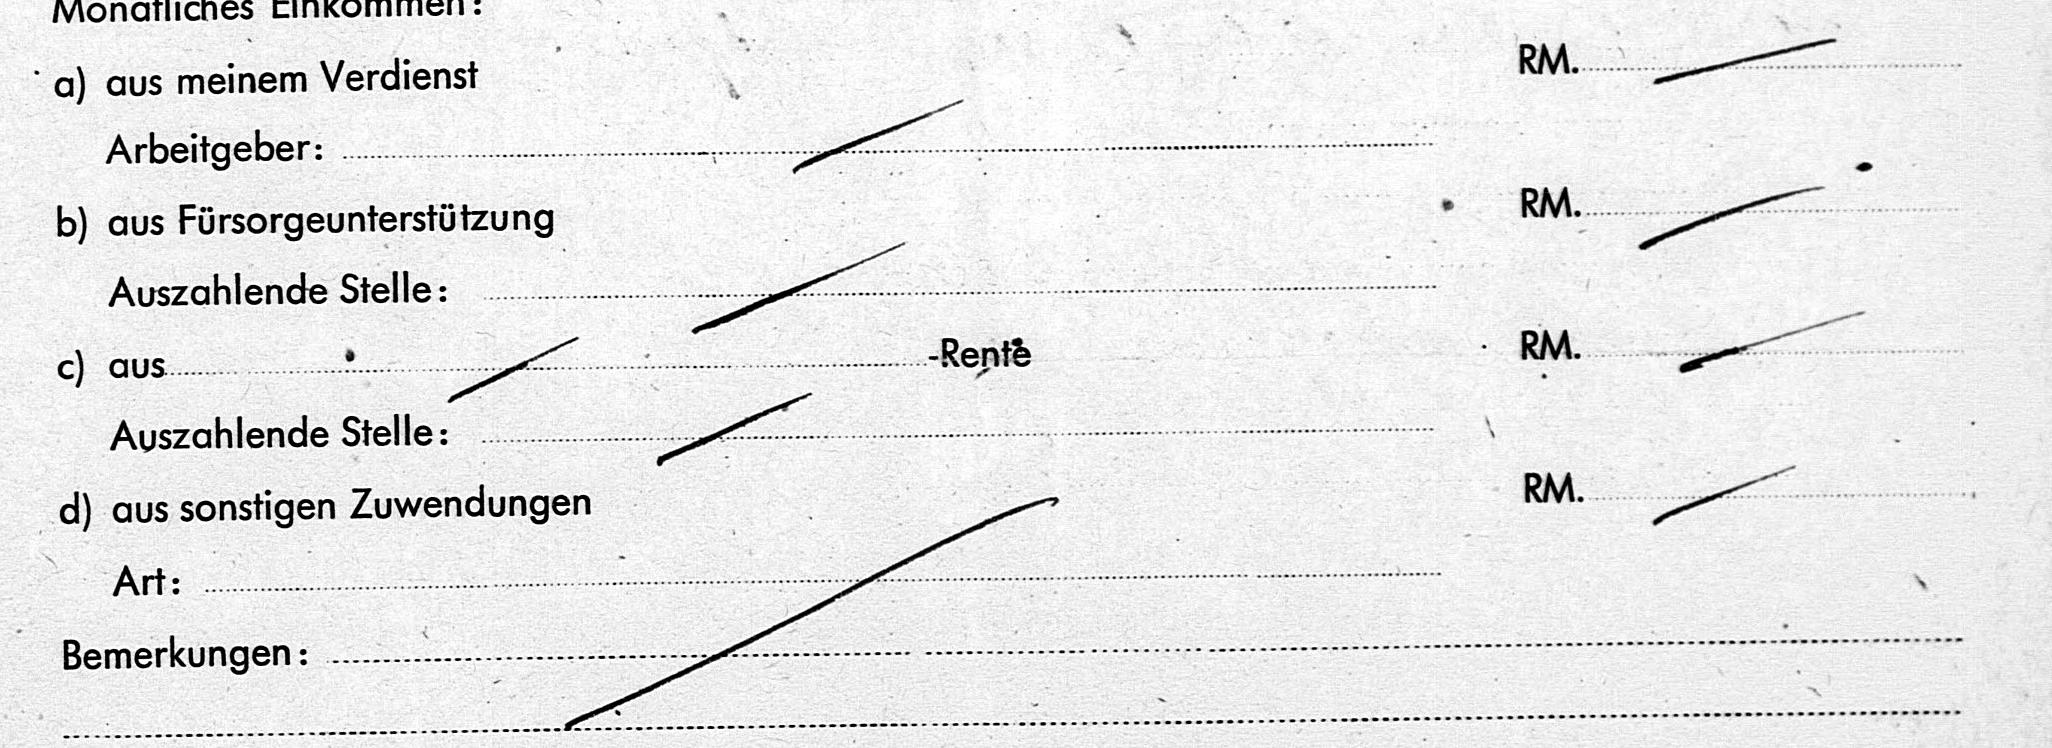 Monatliches Einkommen:
a) aus meinem Verdienst RM.
Arbeitgeber:
b) aus Fürsorgeunterstützung RM.
Auszahlende Stelle:
c) aus -Rente RM.
Auszahlende Stelle:
d) aus sonstigen Zuwendungen RM.
Art:
Bemerkungen: